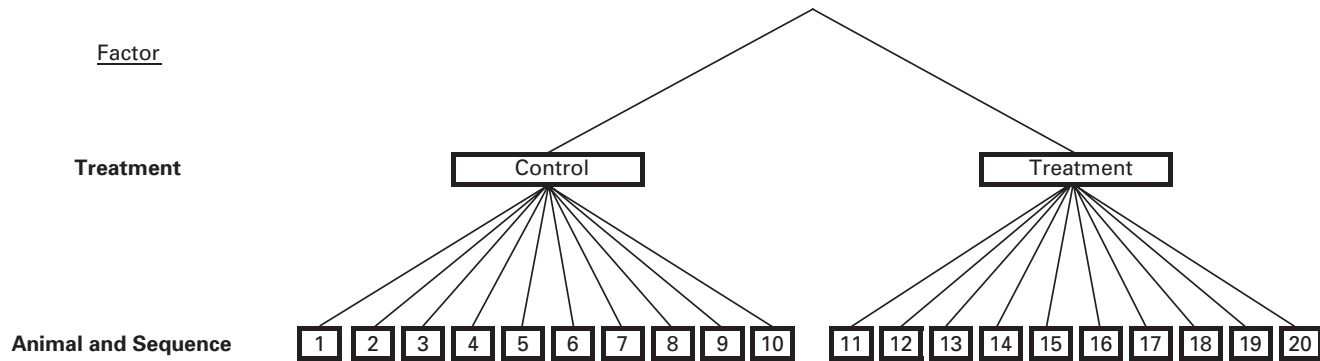 Factor
Treatment Control Treatment
Animal and Sequence 1 2 3 4 5 6 7 8 9 10 11 12 13 14 15 16 17 18 19 20